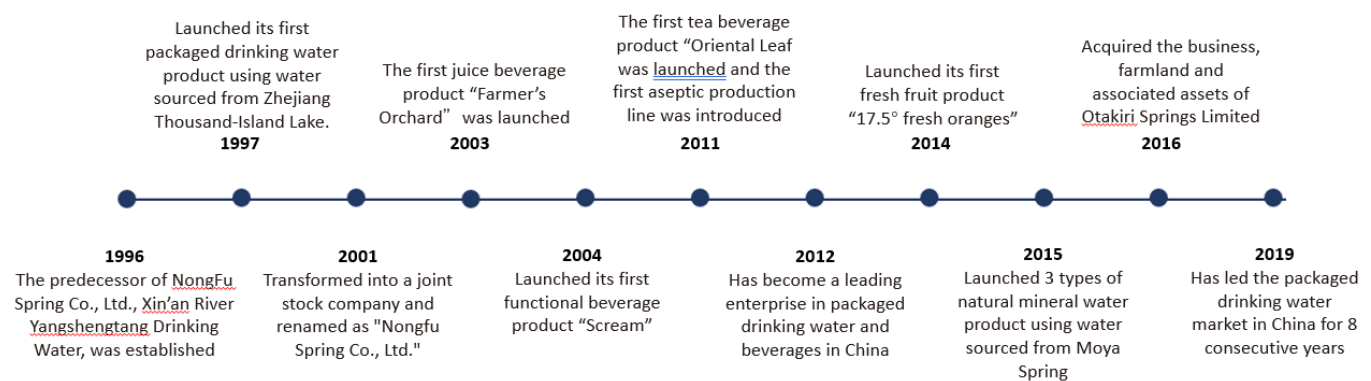 Launched its first
packaged drinking water
product using water
sourced from Zhejiang
Thousand-Island Lake.
1997
The first juice beverage
product “Farmer’s
Orchard” was launched
2003
The first tea beverage
product “Oriental Leaf
was launched and the
first aseptic production
line was introduced
2011
Launched its first
fresh fruit product
“17.5° fresh oranges”
2014
Acquired the business,
farmland and
associated assets of
Otakiri Springs Limited
2016
1996
The predecessor of NongFu
Spring Co., Ltd., Xin’an River
Yangshengtang Drinking
Water, was established
2001
Transformed into a joint
stock company and
renamed as "Nongfu
Spring Co., Ltd."
2004
Launched its first
functional beverage
product “Scream”
2012
Has become a leading
enterprise in packaged
drinking water and
beverages in China
2015
Launched 3 types of
natural mineral water
product using water
sourced from Moya
Spring
2019
Has led the packaged
drinking water
market in China for 8
consecutive years